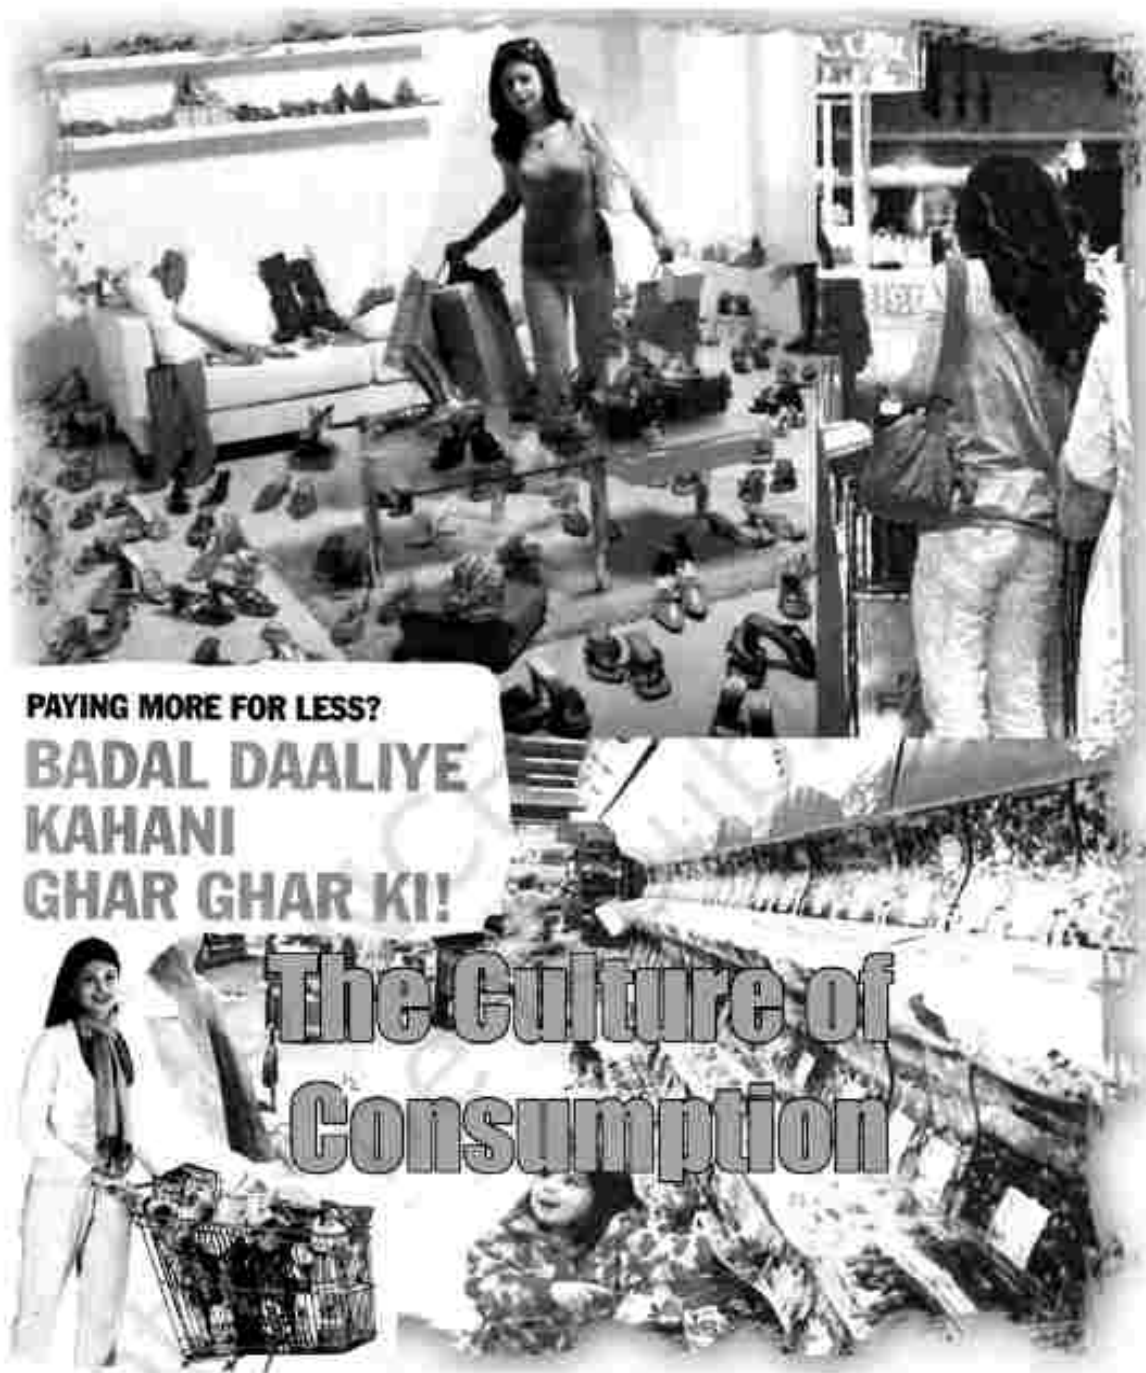 PAYING MORE FOR LESS?
BADAL DAALIYE
KAHANI
GHAR GHAR KI!
The Culture of
Consumption